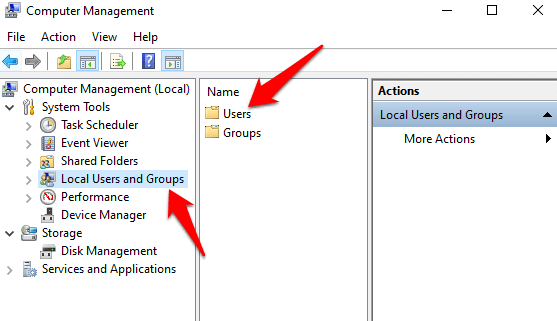 Computer Management
File Action View Help
Computer Management (Local)
System Tools
Task Scheduler
Event Viewer
Shared Folders
Local Users and Groups
Performance
Device Manager
Storage
Disk Management
Services and Applications
Name
Users
Groups
Actions
Local Users and Groups
More Actions